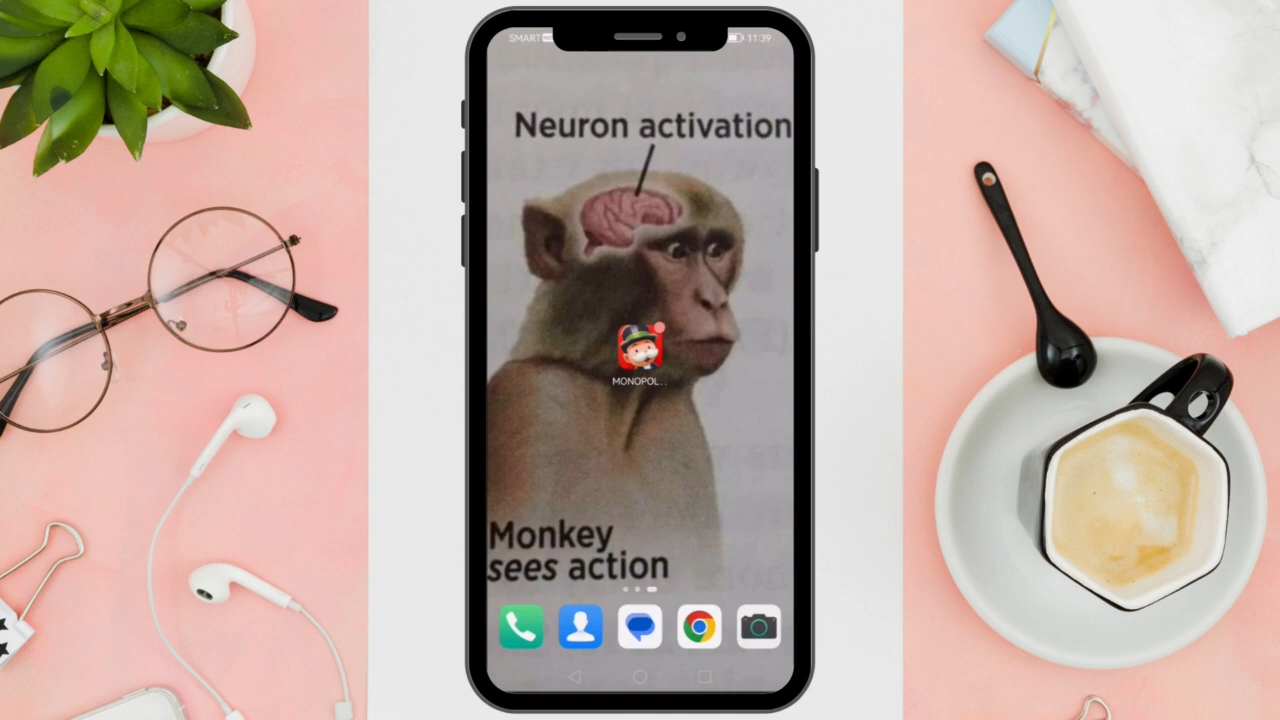 SMART
11:39
Neuron activation
MONOPOL...
Monkey
sees action